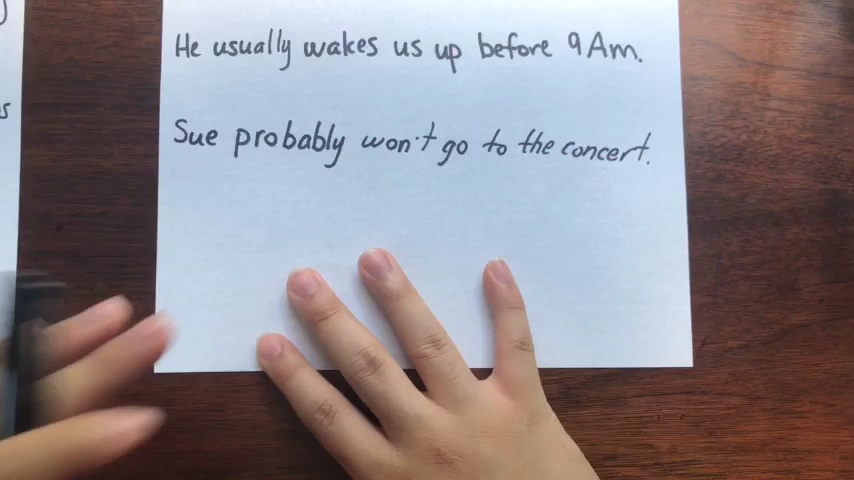 He usually wakes us up before 9Am.
Sue probably won't go to the concert.